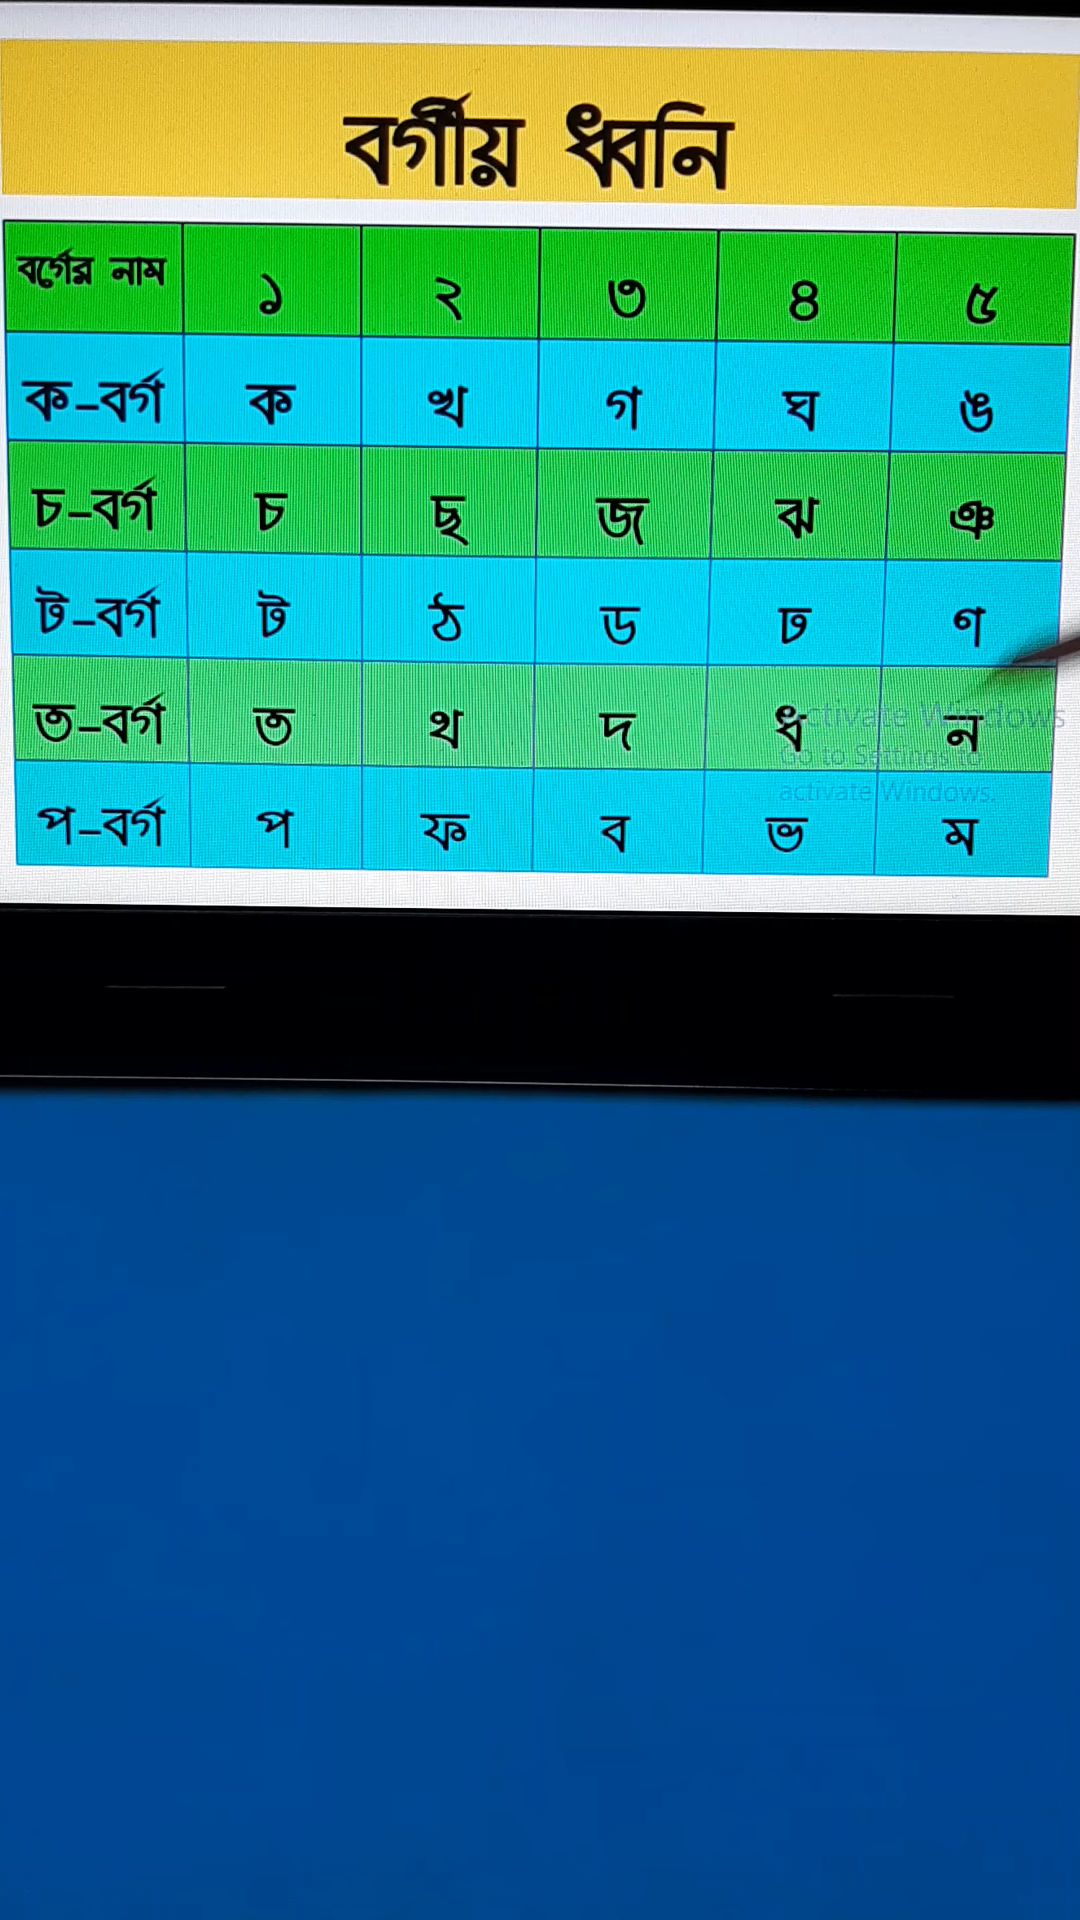 বর্গীয় ধ্বনি
বর্গের নাম ১ ২ ৩ ৪ ৫
ক-বর্গ ক খ গ ঘ ঙ
চ-বর্গ চ ছ জ ঝ ঞ
ট-বর্গ ট ঠ ড ঢ ণ
ত-বর্গ ত থ দ ধ ন
Activate Windows
Go to Settings to
activate Windows.
প-বর্গ প ফ ব ভ ম